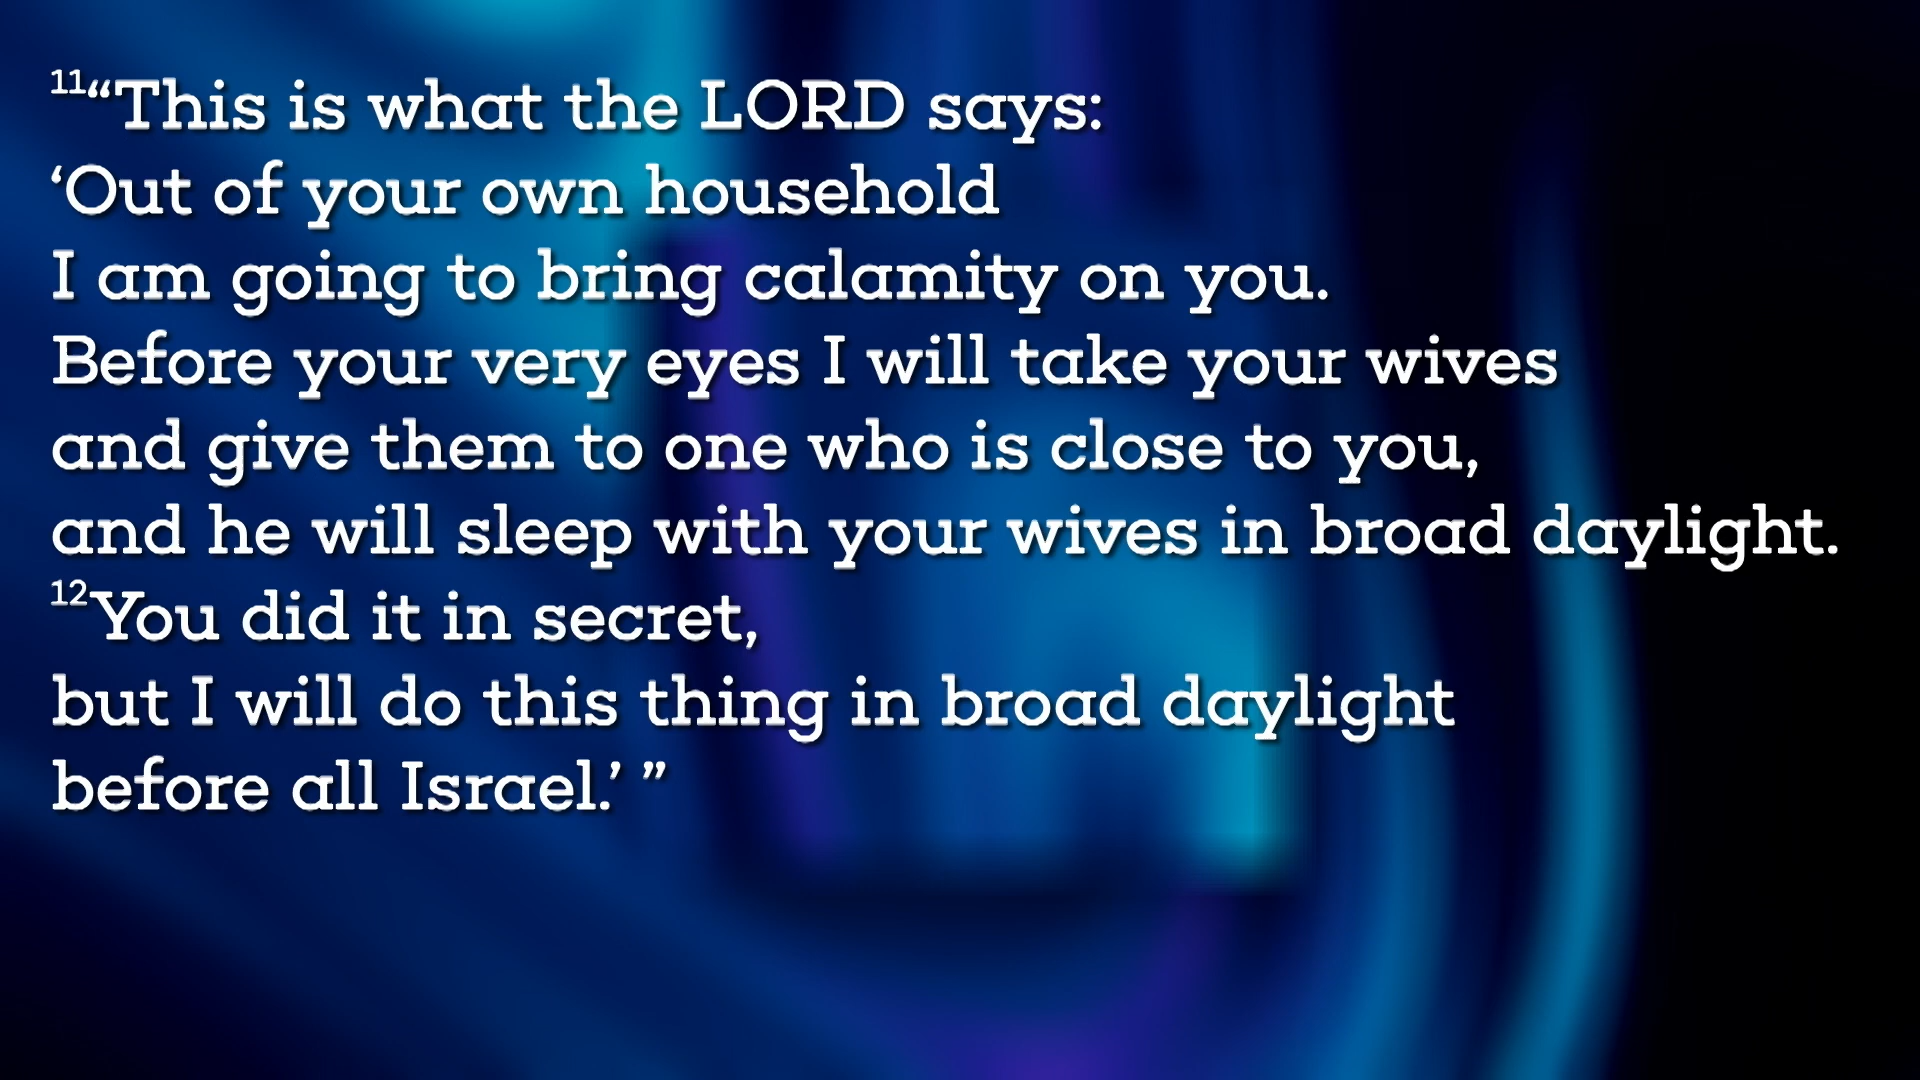 11“This is what the LORD says:
‘Out of your own household
I am going to bring calamity on you.
Before your very eyes I will take your wives
and give them to one who is close to you,
and he will sleep with your wives in broad daylight.
12You did it in secret,
but I will do this thing in broad daylight
before all Israel.’ ”